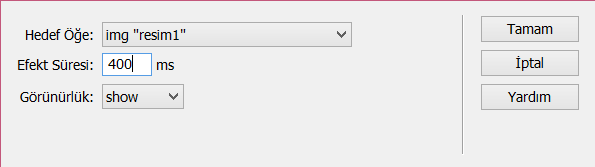 Hedef Öğe: img "resim1"
Efekt Süresi: 400 ms
Görünürlük: show
Tamam
İptal
Yardım